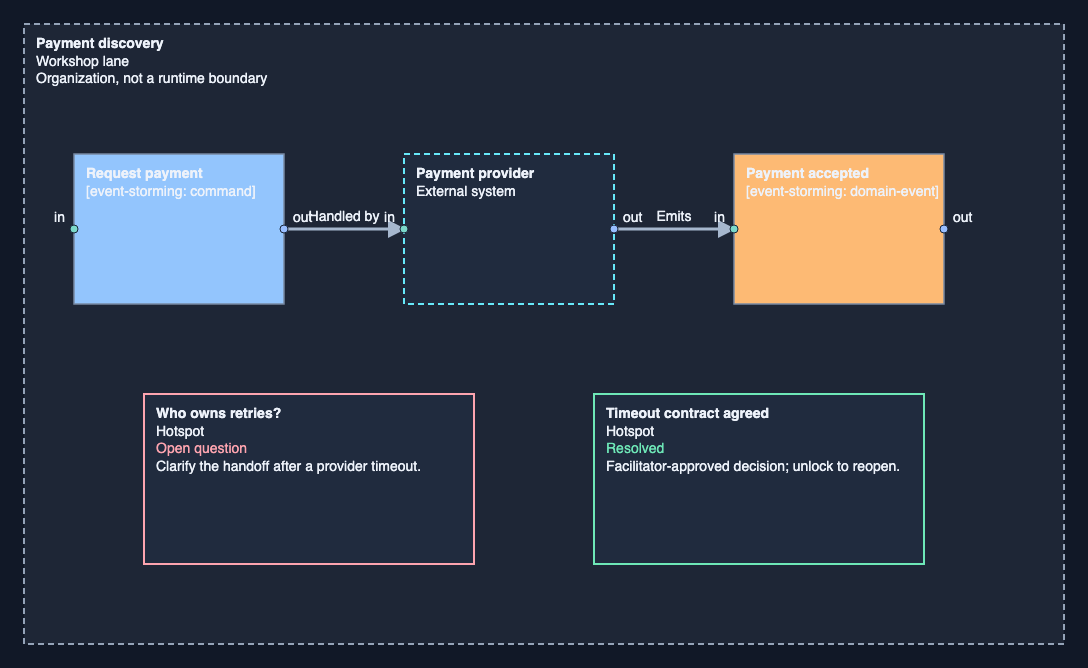 Payment discovery
Workshop lane
Organization, not a runtime boundary
Request payment
[event-storming: command]
in
out
Handled by
in
Payment provider
External system
out
Emits
in
Payment accepted
[event-storming: domain-event]
out
Who owns retries?
Hotspot
Open question
Clarify the handoff after a provider timeout.
Timeout contract agreed
Hotspot
Resolved
Facilitator-approved decision; unlock to reopen.